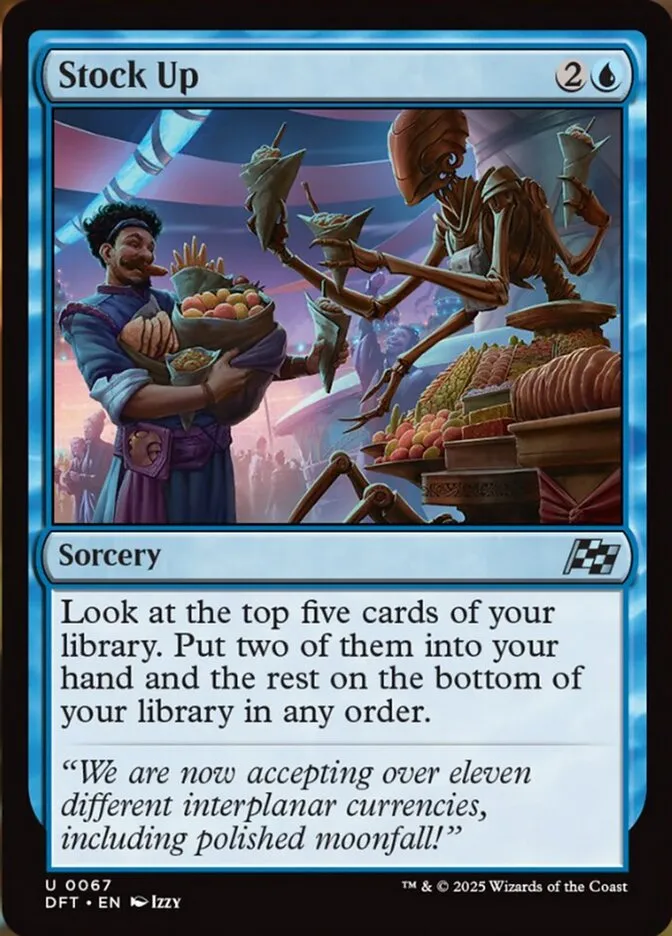 Stock Up 2
Sorcery
Look at the top five cards of your
library. Put two of them into your
hand and the rest on the bottom of
your library in any order.
“We are now accepting over eleven
different interplanar currencies,
including polished moonfall!”
U 0067
DFT • EN Izzy
™ & © 2025 Wizards of the Coast